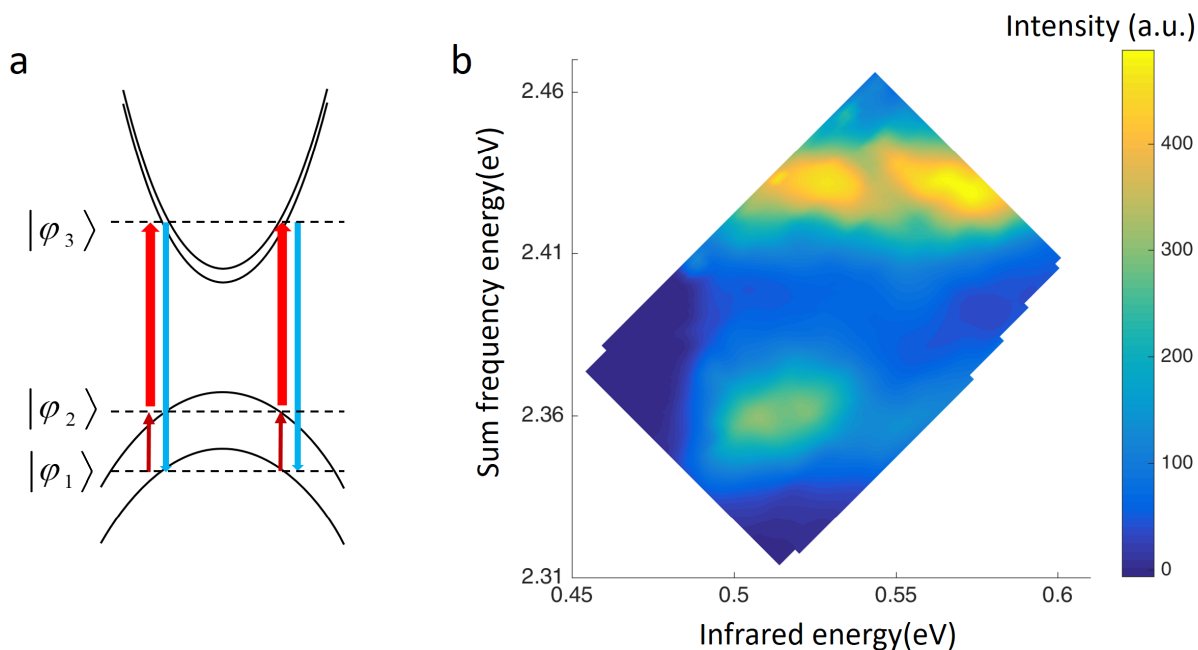 a
|φ3⟩
|φ2⟩
|φ1⟩
b
Intensity (a.u.)
Sum frequency energy(eV)
2.46
2.41
2.36
2.31
0.45
0.5
0.55
0.6
Infrared energy(eV)
400
300
200
100
0